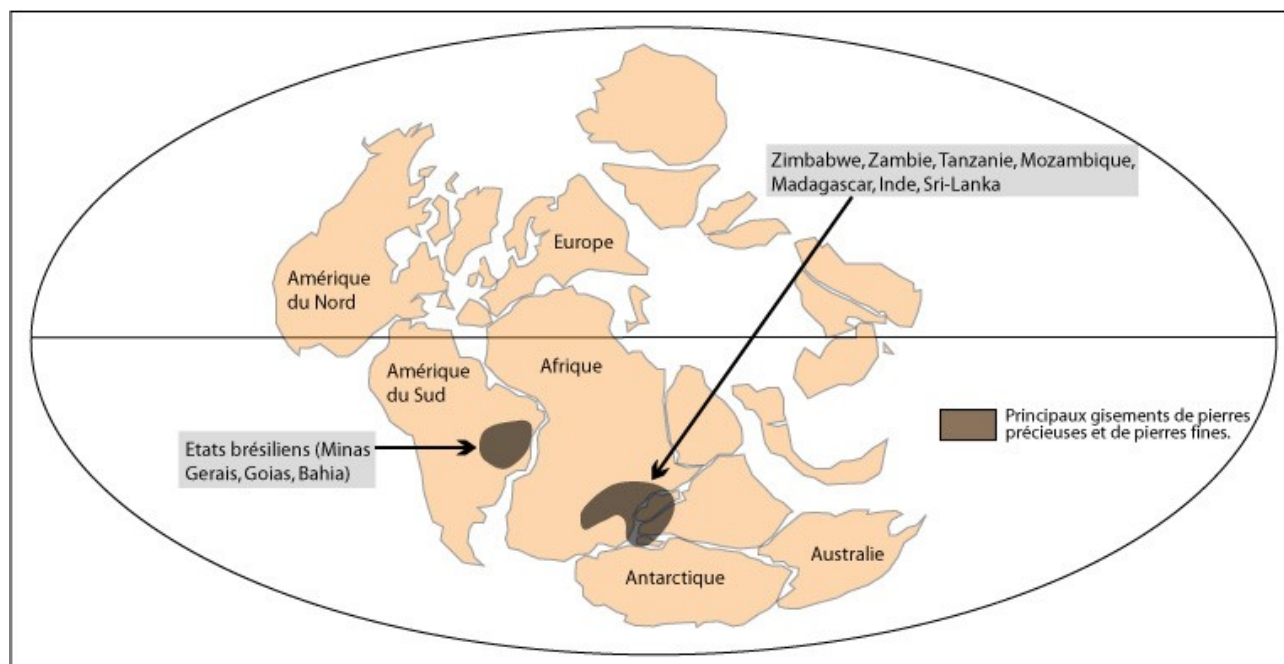 Zimbabwe, Zambie, Tanzanie, Mozambique,
Madagascar, Inde, Sri-Lanka
Europe
Amérique
du Nord
Afrique
Amérique
du Sud
Principaux gisements de pierres
précieuses et de pierres fines.
Etats brésiliens (Minas
Gerais, Goias, Bahia)
Australie
Antarctique